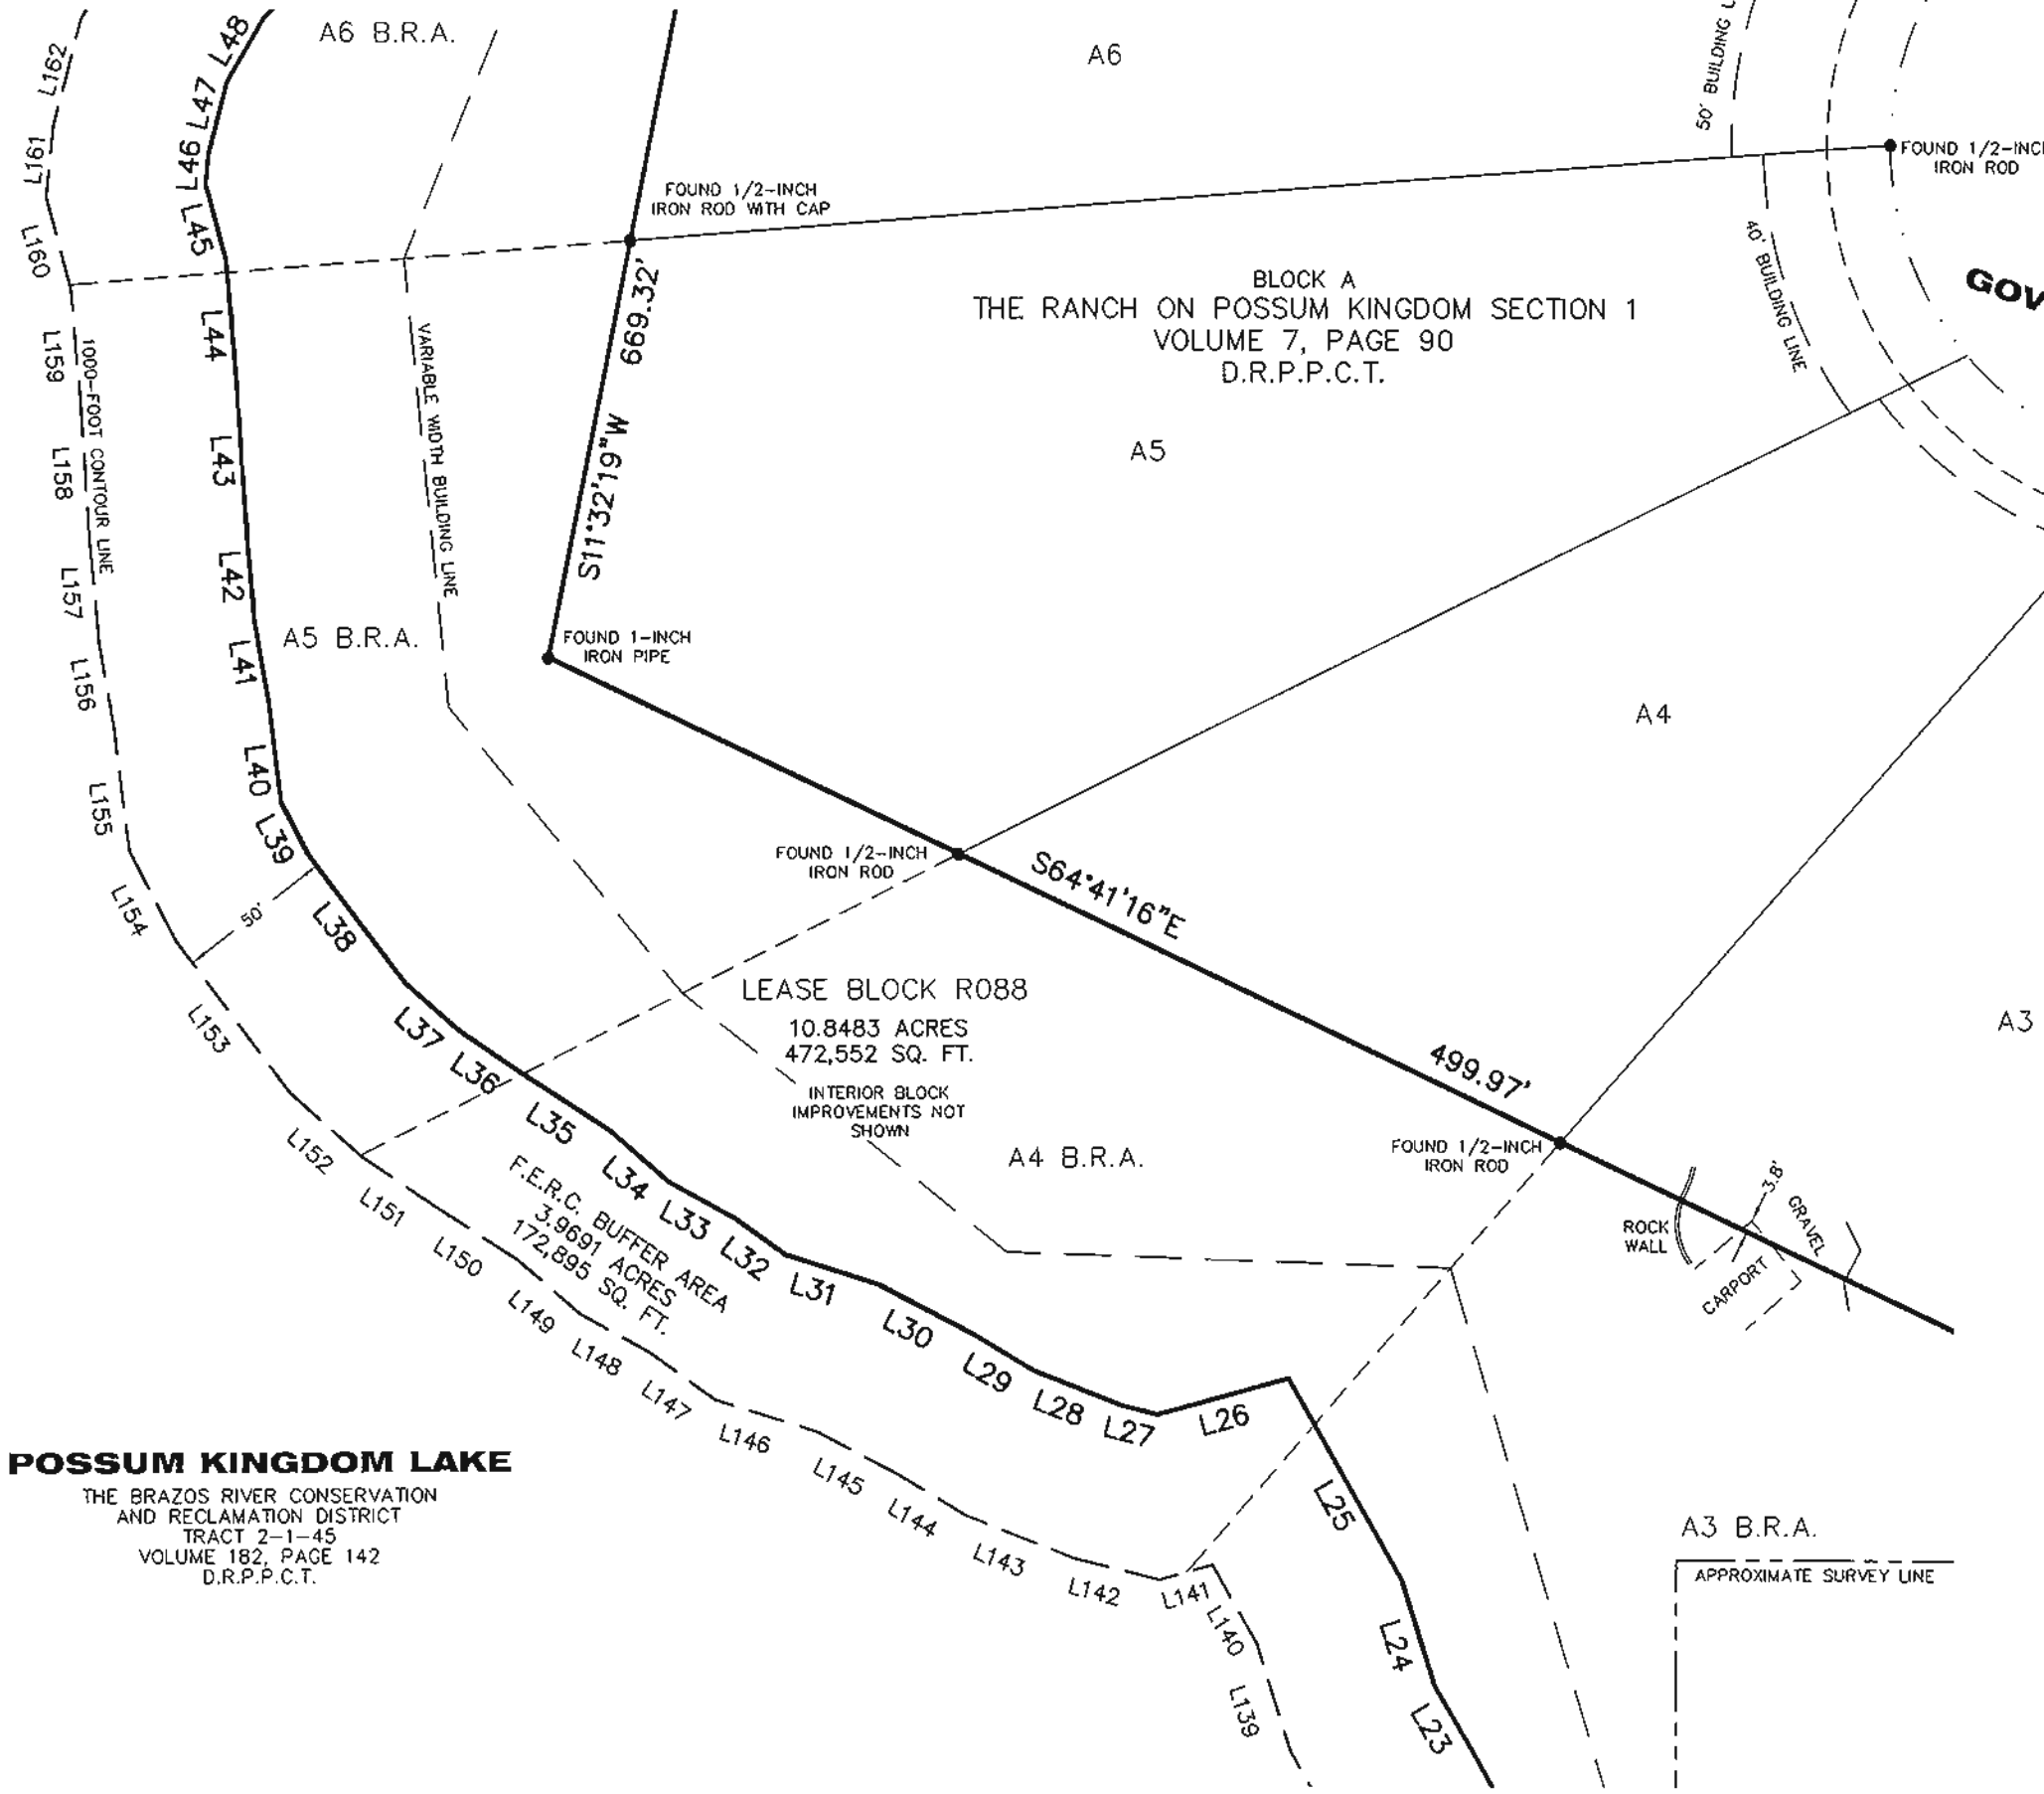 A6 B.R.A.
A6
50' BUILDING L
L162
L161
L160
L159
L158
L157
L156
L155
L154
L153
L152
L151
L150
L149
L148
L147
L146
L145
L144
L143
L142
L141
L140
L139
L48
L47
L46
L45
L44
L43
L42
L41
L40
L39
L38
L37
L36
L35
L34
L33
L32
L31
L30
L29
L28
L27
L26
L25
L24
L23
FOUND 1/2-INCH
IRON ROD WITH CAP
FOUND 1/2-INCH
IRON ROD
40' BUILDING LINE
GOV
BLOCK A
THE RANCH ON POSSUM KINGDOM SECTION 1
VOLUME 7, PAGE 90
D.R.P.P.C.T.
S11°32'19"W 669.32'
1000-FOOT CONTOUR LINE
VARIABLE WIDTH BUILDING LINE
A5
A5 B.R.A.
FOUND 1-INCH
IRON PIPE
A4
FOUND 1/2-INCH
IRON ROD
S64°41'16"E
499.97'
50'
A3
LEASE BLOCK R088
10.8483 ACRES
472,552 SQ. FT.
INTERIOR BLOCK
IMPROVEMENTS NOT
SHOWN
A4 B.R.A.
FOUND 1/2-INCH
IRON ROD
ROCK
WALL
3.8'
GRAVEL
CARPORT
F.E.R.C. BUFFER AREA
3.9691 ACRES
172,895 SQ. FT.
POSSUM KINGDOM LAKE
THE BRAZOS RIVER CONSERVATION
AND RECLAMATION DISTRICT
TRACT 2-1-45
VOLUME 182, PAGE 142
D.R.P.P.C.T.
A3 B.R.A.
APPROXIMATE SURVEY LINE